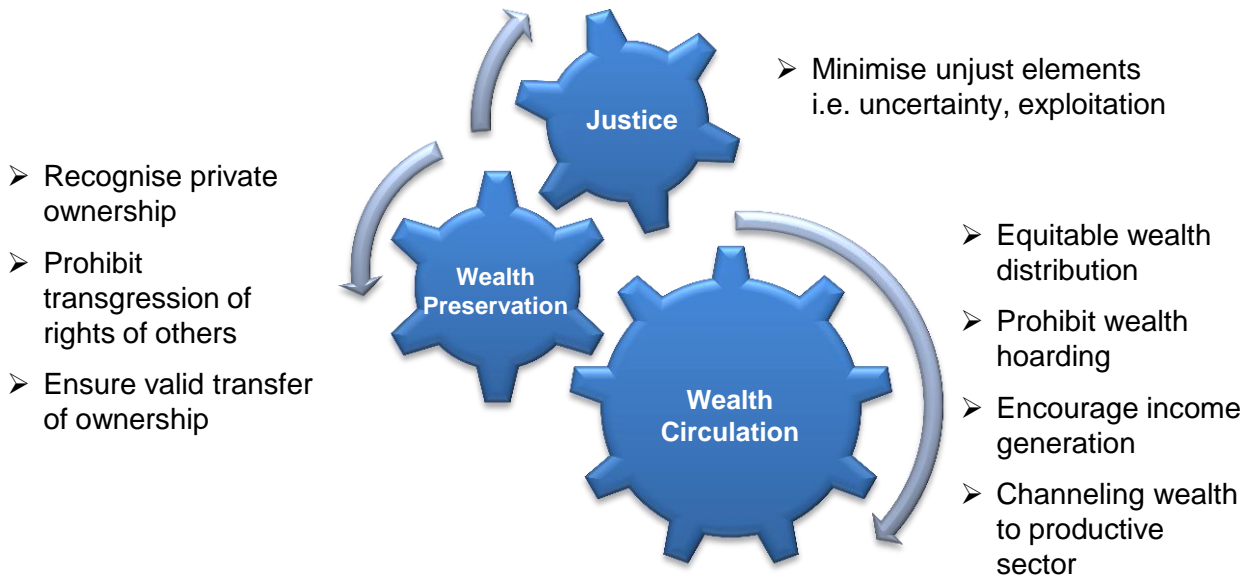 Justice
➢ Minimise unjust elements
i.e. uncertainty, exploitation
➢ Recognise private
ownership
➢ Prohibit
transgression of
rights of others
➢ Ensure valid transfer
of ownership
Wealth
Preservation
Wealth
Circulation
➢ Equitable wealth
distribution
➢ Prohibit wealth
hoarding
➢ Encourage income
generation
➢ Channeling wealth
to productive
sector